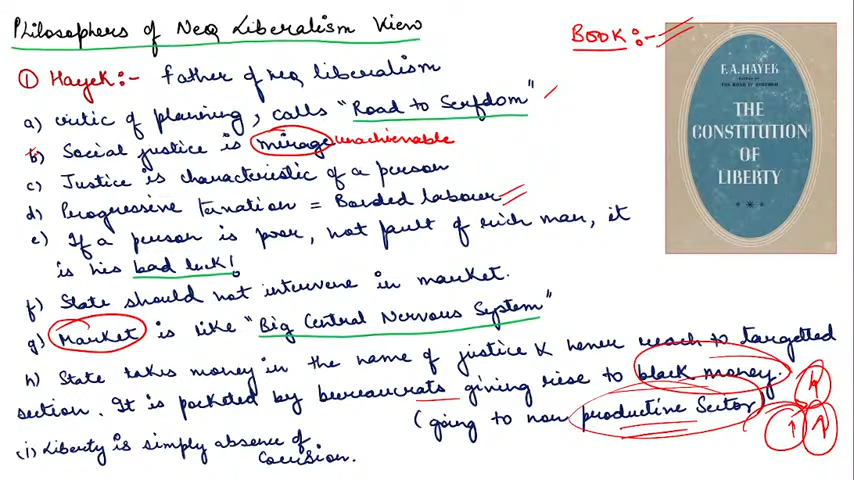 Philosophers of Neo Liberalism View
BOOK :-
① Hayek :- Father of neo liberalism
a) Critic of planning, calls "Road to Serfdom"
b) Social justice is mirage unachievable
c) Justice is characteristic of a person
d) Progressive Taxation = Bonded labour
e) If a person is poor, not fault of rich man, it
is his bad luck!
f) State should not intervene in market.
g) Market is like "Big Central Nervous System"
h) State takes money in the name of justice & never reach to targetted
section. It is pocketed by bureaucrats giving rise to black money.
(going to non productive Sector)
(i) Liberty is simply absence of
coercision.
F. A. HAYEK
AUTHOR OF
THE ROAD TO SERFDOM
THE
CONSTITUTION
OF
LIBERTY